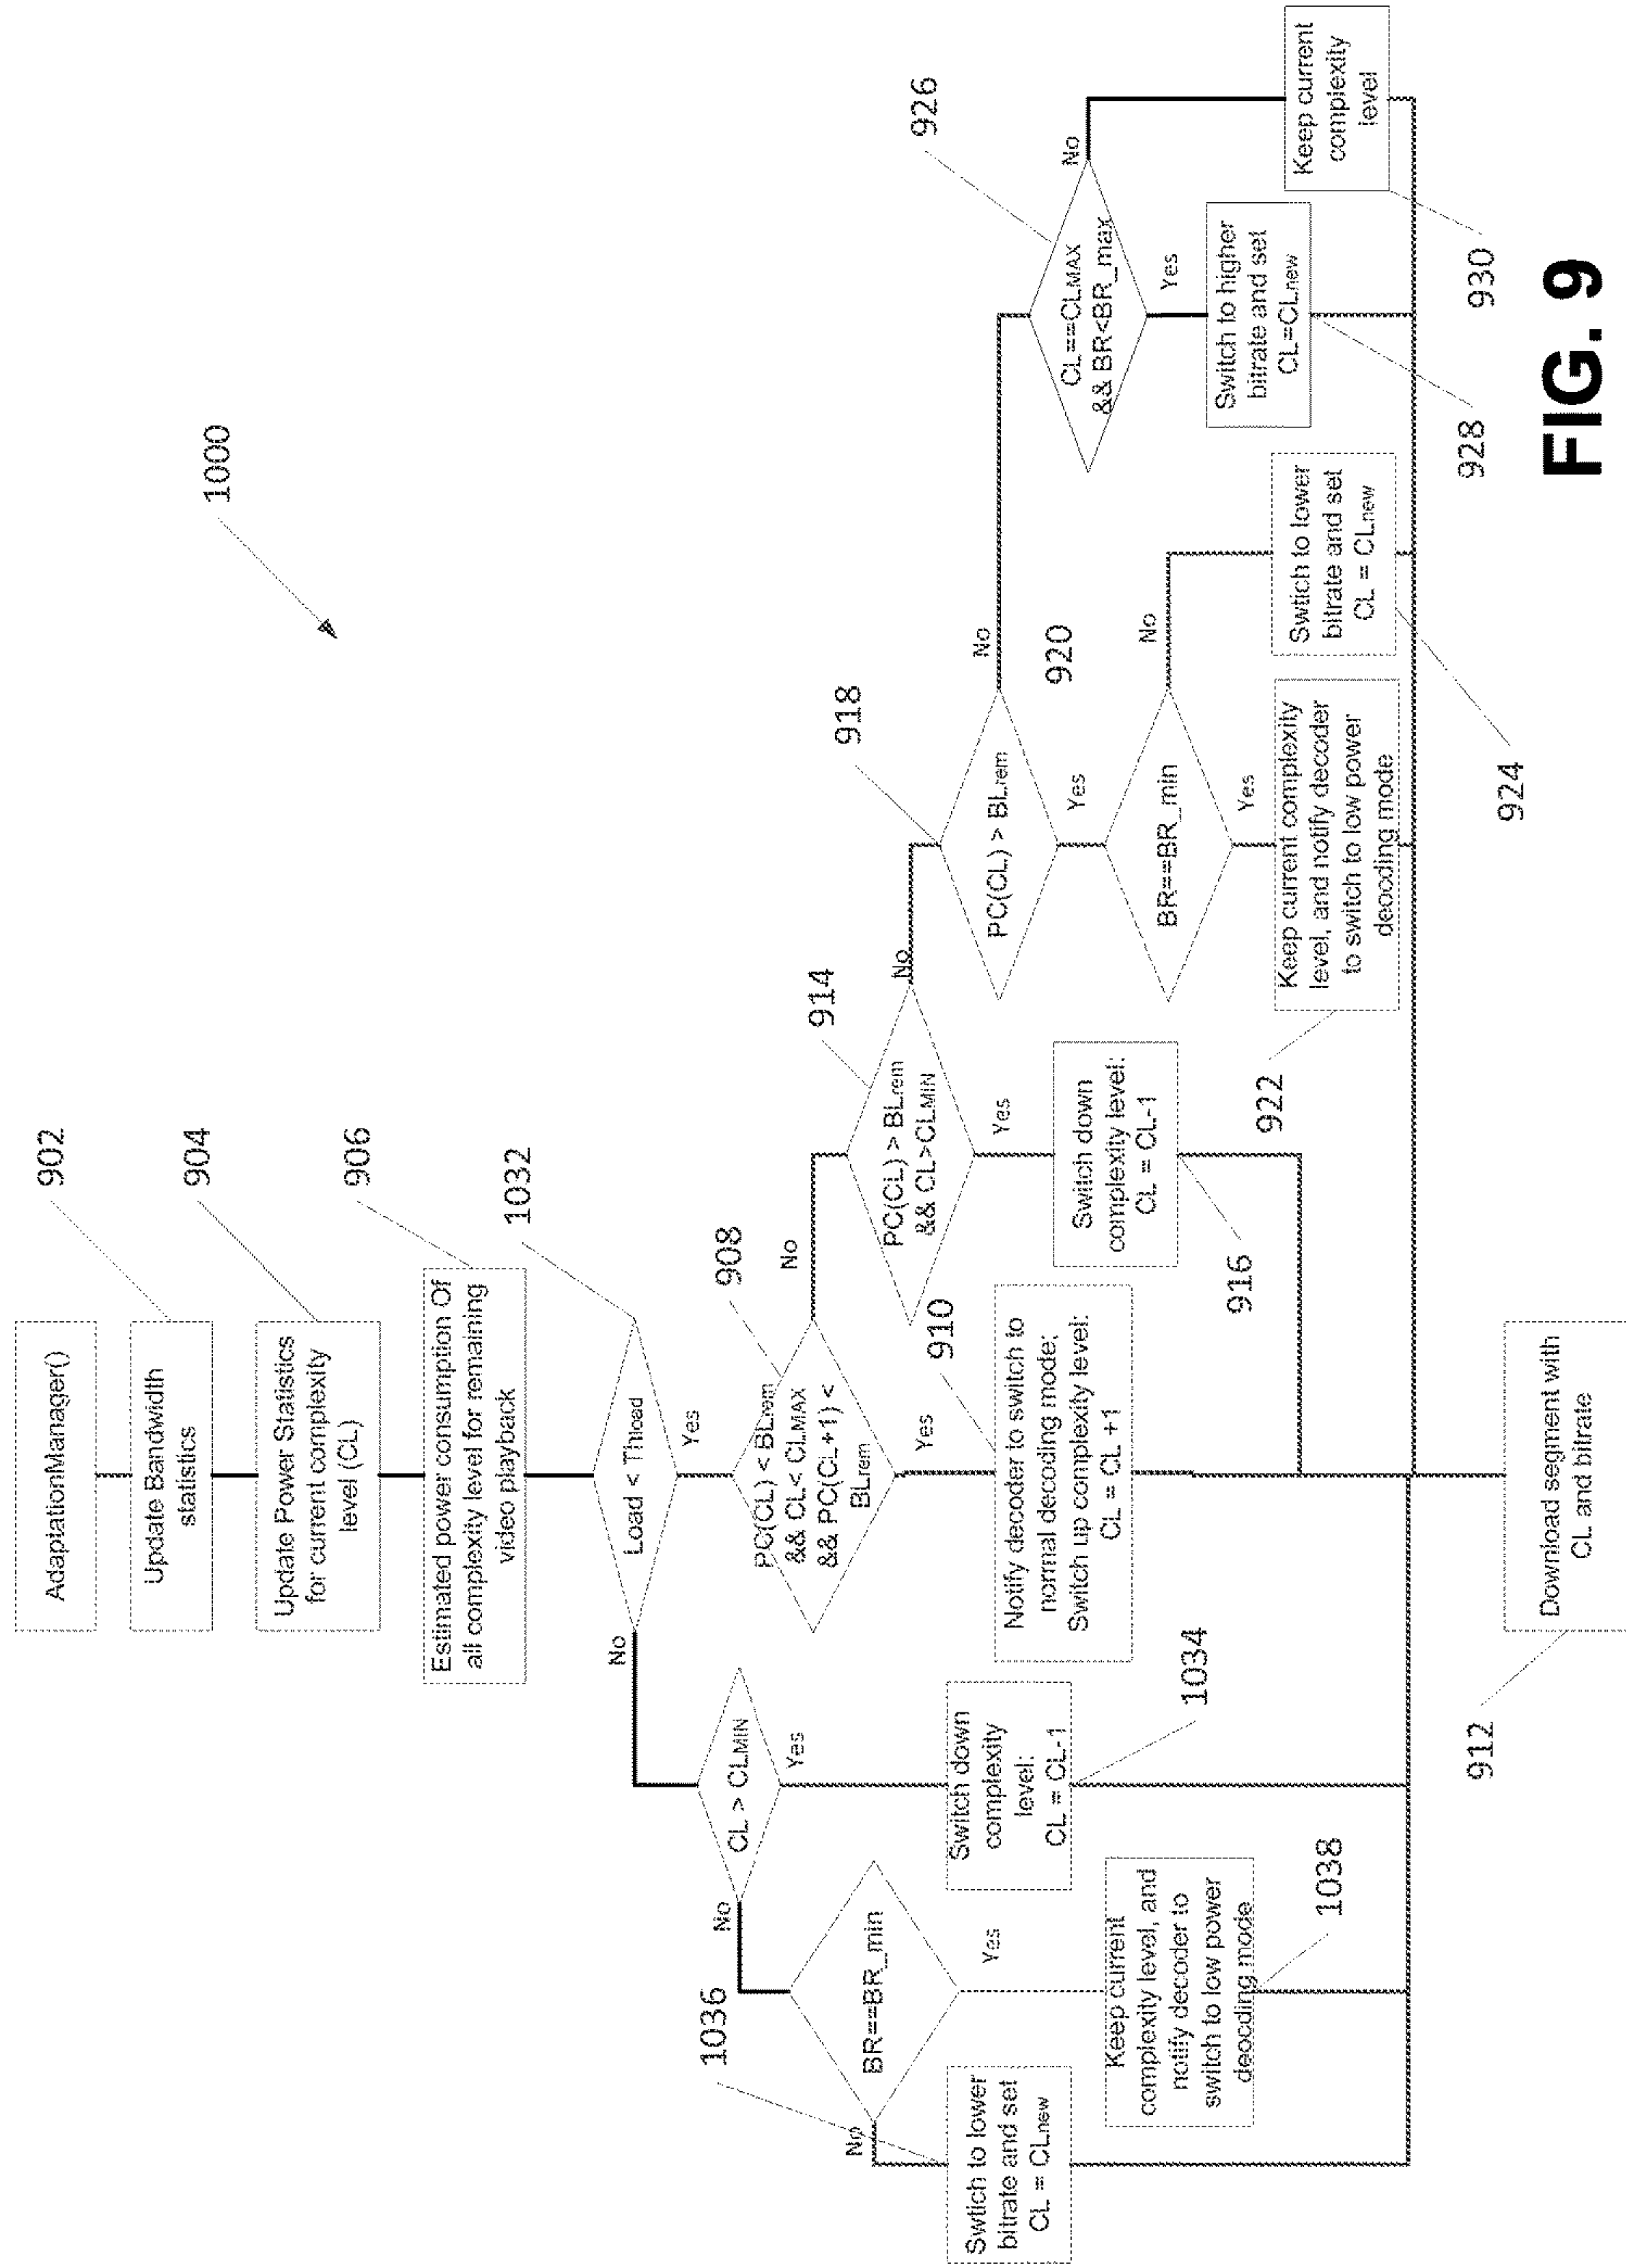 1000
AdaptationManager()
902
Update Bandwidth
statistics
904
Update Power Statistics
for current complexity
level (CL)
906
Estimated power consumption Of
all complexity level for remaining
video playback
1032
Load < Thload
No
Yes
CL > CLMIN
No
Yes
BR==BR_min
No
Yes
1036
Swtich to lower
bitrate and set
CL = CLnew
Keep current
complexity level, and
notify decoder to
switch to low power
decoding mode
1038
Switch down
complexity
level:
CL = CL-1
1034
908
PC(CL) < BLrem
&& CL< CLMAX
&& PC(CL+1) <
BLrem
No
Yes
910
Notify decoder to switch to
normal decoding mode;
Switch up complexity level:
CL = CL +1
914
PC(CL) > BLrem
&& CL>CLMIN
No
Yes
Switch down
complexity level:
CL = CL-1
916
918
PC(CL) > BLrem
No
Yes
920
BR==BR_min
No
Yes
Keep current complexity
level, and notify decoder
to switch to low power
decoding mode
922
Swtich to lower
bitrate and set
CL = CLnew
924
926
CL==CLMAX
&& BR<BR_max
No
Yes
Switch to higher
bitrate and set
CL=CLnew
928
Keep current
complexity
level
930
Download segment with
CL and bitrate
912
FIG. 9